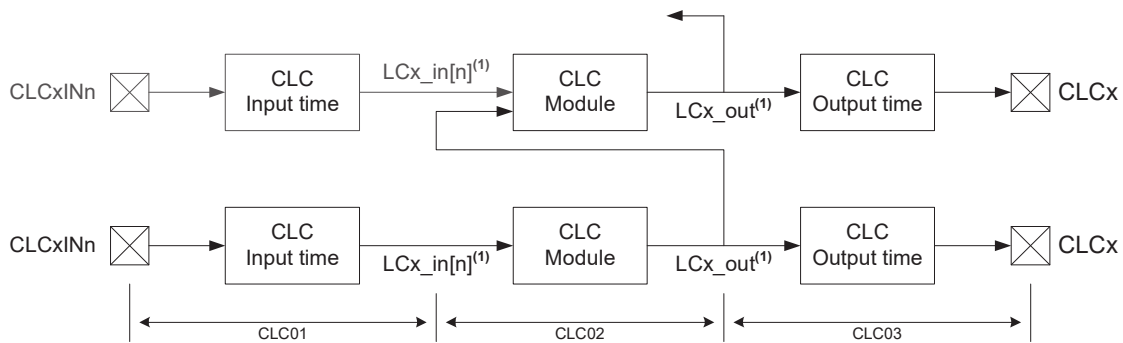 CLCxINn
CLC
Input time
LCx_in[n](1)
CLC
Module
LCx_out(1)
CLC
Output time
CLCx
CLCxINn
CLC
Input time
LCx_in[n](1)
CLC
Module
LCx_out(1)
CLC
Output time
CLCx
CLC01
CLC02
CLC03